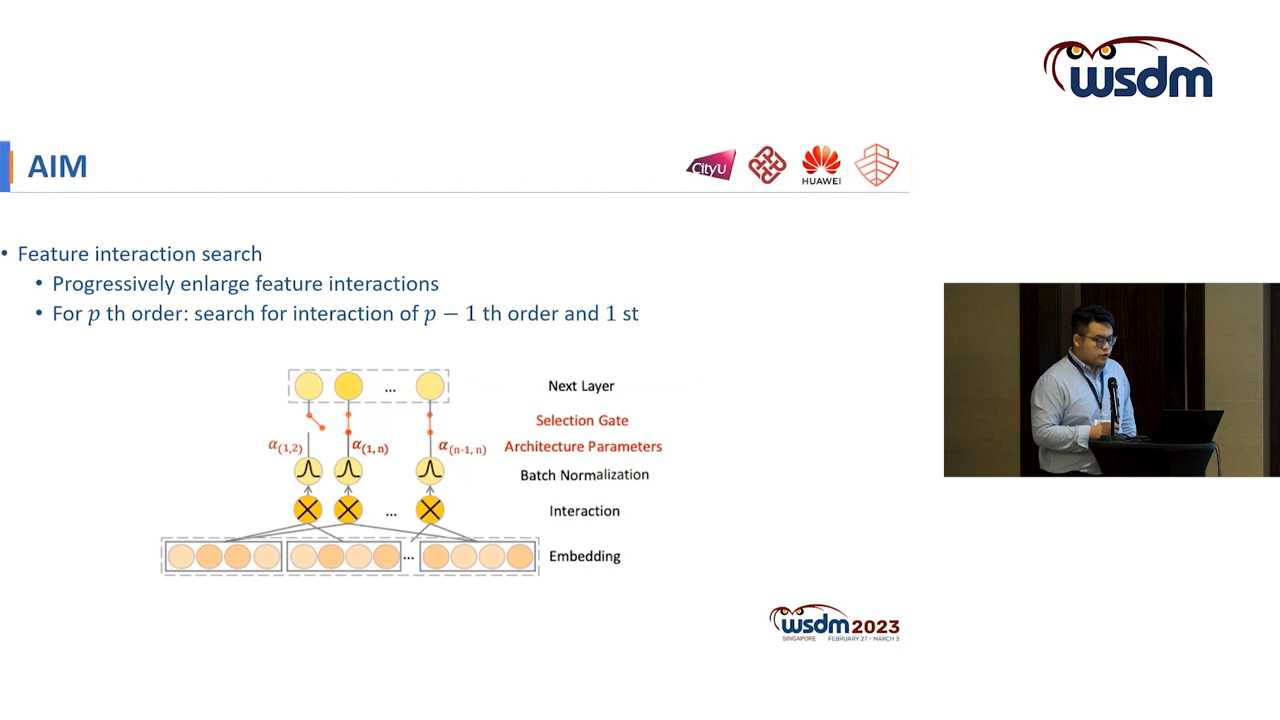 wsdm
AIM
CityU
HUAWEI
• Feature interaction search
• Progressively enlarge feature interactions
• For p th order: search for interaction of p − 1 th order and 1 st
... Next Layer
Selection Gate
α(1,2) α(1, n) α(n-1, n) Architecture Parameters
Batch Normalization
... Interaction
... Embedding
wsdm 2023
SINGAPORE FEBRUARY 27 - MARCH 3